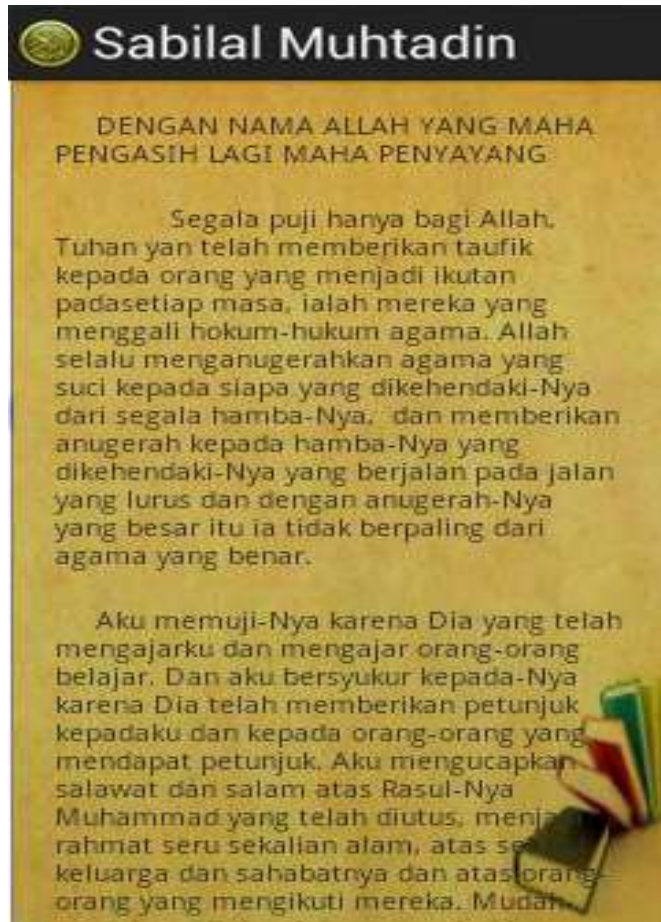 Sabilal Muhtadin
DENGAN NAMA ALLAH YANG MAHA
PENGASIH LAGI MAHA PENYAYANG
Segala puji hanya bagi Allah,
Tuhan yan telah memberikan taufik
kepada orang yang menjadi ikutan
padasetiap masa, ialah mereka yang
menggali hokum-hukum agama. Allah
selalu menganugerahkan agama yang
suci kepada siapa yang dikehendaki-Nya
dari segala hamba-Nya, dan memberikan
anugerah kepada hamba-Nya yang
dikehendaki-Nya yang berjalan pada jalan
yang lurus dan dengan anugerah-Nya
yang besar itu ia tidak berpaling dari
agama yang benar.
Aku memuji-Nya karena Dia yang telah
mengajarku dan mengajar orang-orang
belajar. Dan aku bersyukur kepada-Nya
karena Dia telah memberikan petunjuk
kepadaku dan kepada orang-orang yang
mendapat petunjuk. Aku mengucapkan
salawat dan salam atas Rasul-Nya
Muhammad yang telah diutus,
rahmat seru sekalian alam, atas
keluarga dan sahabatnya dan atas orang-
orang yang mengikuti mereka. Mudah-